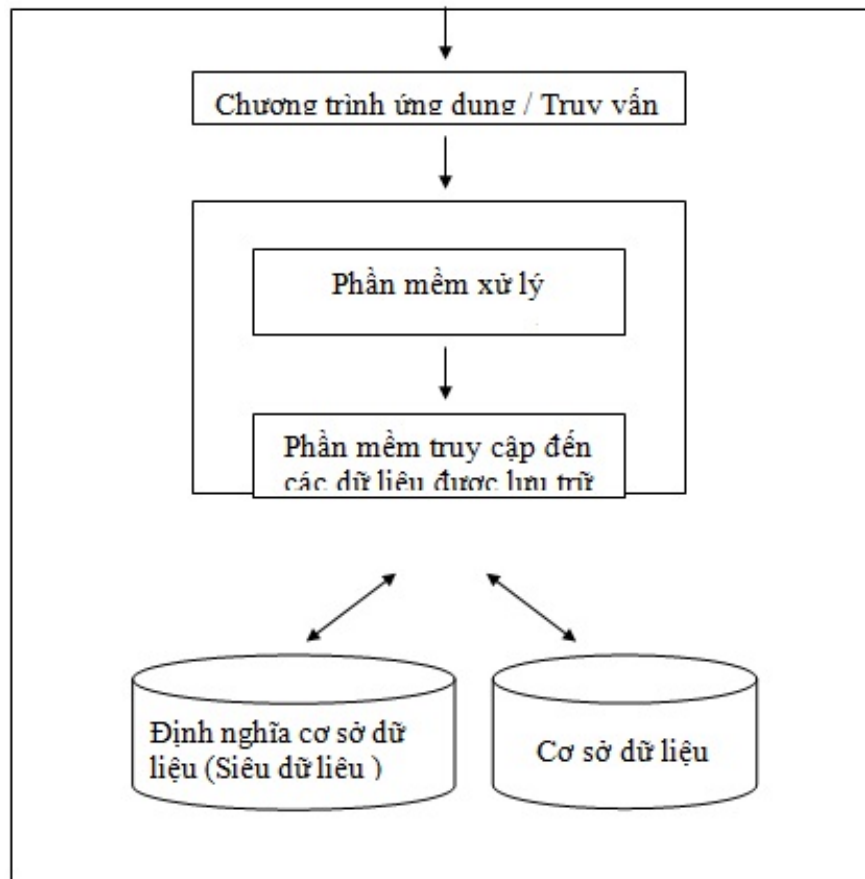 Chương trình ứng dụng / Truy vấn
Phần mềm xử lý
Phần mềm truy cập đến
các dữ liệu được lưu trữ
Định nghĩa cơ sở dữ
liệu (Siêu dữ liêu )
Cơ sở dữ liệu